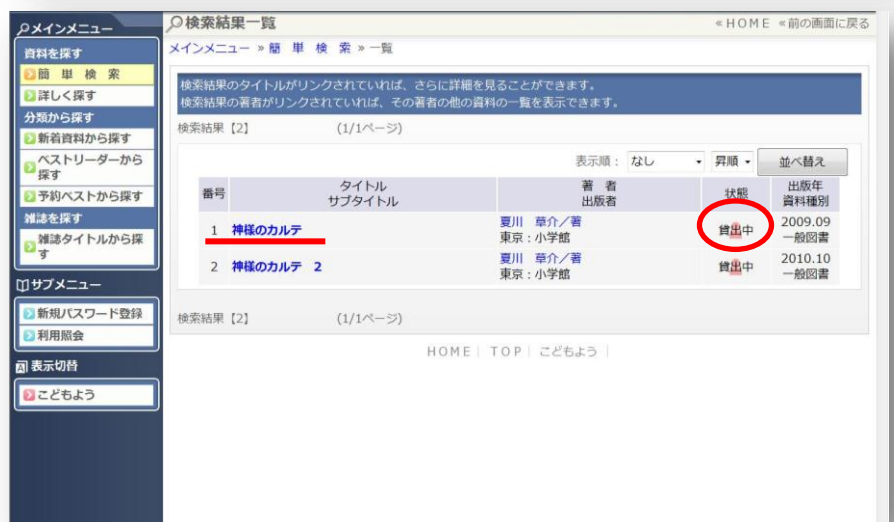 メインメニュー
資料を探す
簡 単 検 索
詳しく探す
分類から探す
新着資料から探す
ベストリーダーから
探す
予約ベストから探す
雑誌を探す
雑誌タイトルから探
す
サブメニュー
新規パスワード登録
利用照会
表示切替
こどもよう
検索結果一覧
«HOME «前の画面に戻る
メインメニュー » 簡 単 検 索 » 一覧
検索結果のタイトルがリンクされていれば、さらに詳細を見ることができます。
検索結果の著者がリンクされていれば、その著者の他の資料の一覧を表示できます。
検索結果【2】 (1/1ページ)
表示順: なし 昇順 並べ替え
番号 タイトル サブタイトル 著 者 出版者 状態 出版年 資料種別
1 神様のカルテ 夏川 草介/著 貸出中 2009.09
東京:小学館 一般図書
2 神様のカルテ 2 夏川 草介/著 貸出中 2010.10
東京:小学館 一般図書
検索結果【2】 (1/1ページ)
HOME| TOP| こどもよう |